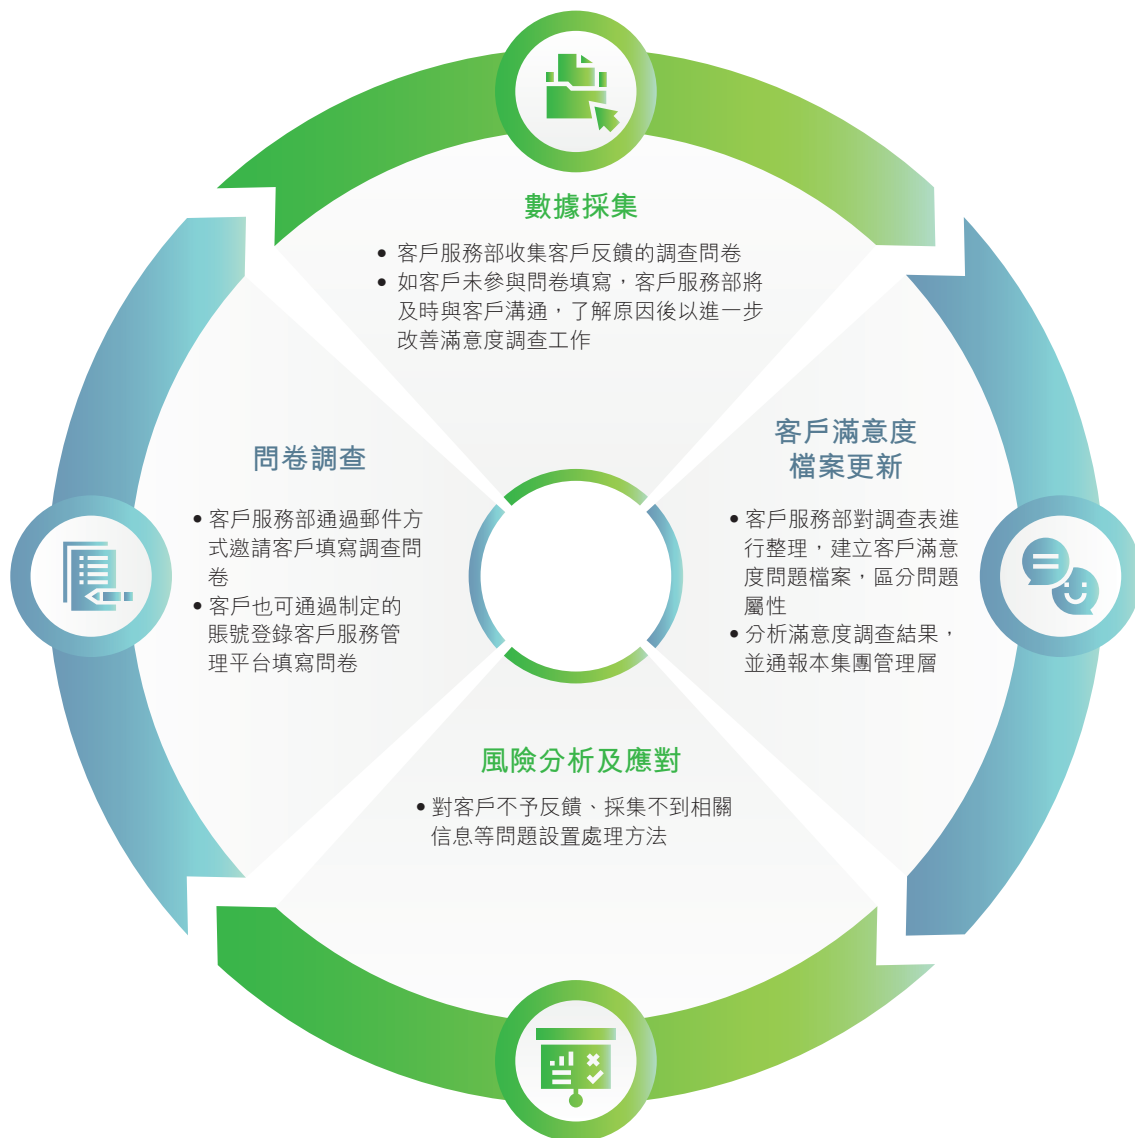 數據採集
• 客戶服務部收集客戶反饋的調查問卷
• 如客戶未參與問卷填寫，客戶服務部將
及時與客戶溝通，了解原因後以進一步
改善滿意度調查工作
客戶滿意度
檔案更新
• 客戶服務部對調查表進
行整理，建立客戶滿意
度問題檔案，區分問題
屬性
• 分析滿意度調查結果，
並通報本集團管理層
風險分析及應對
• 對客戶不予反饋、採集不到相關
信息等問題設置處理方法
問卷調查
• 客戶服務部通過郵件方
式邀請客戶填寫調查問
卷
• 客戶也可通過制定的
賬號登錄客戶服務管
理平台填寫問卷